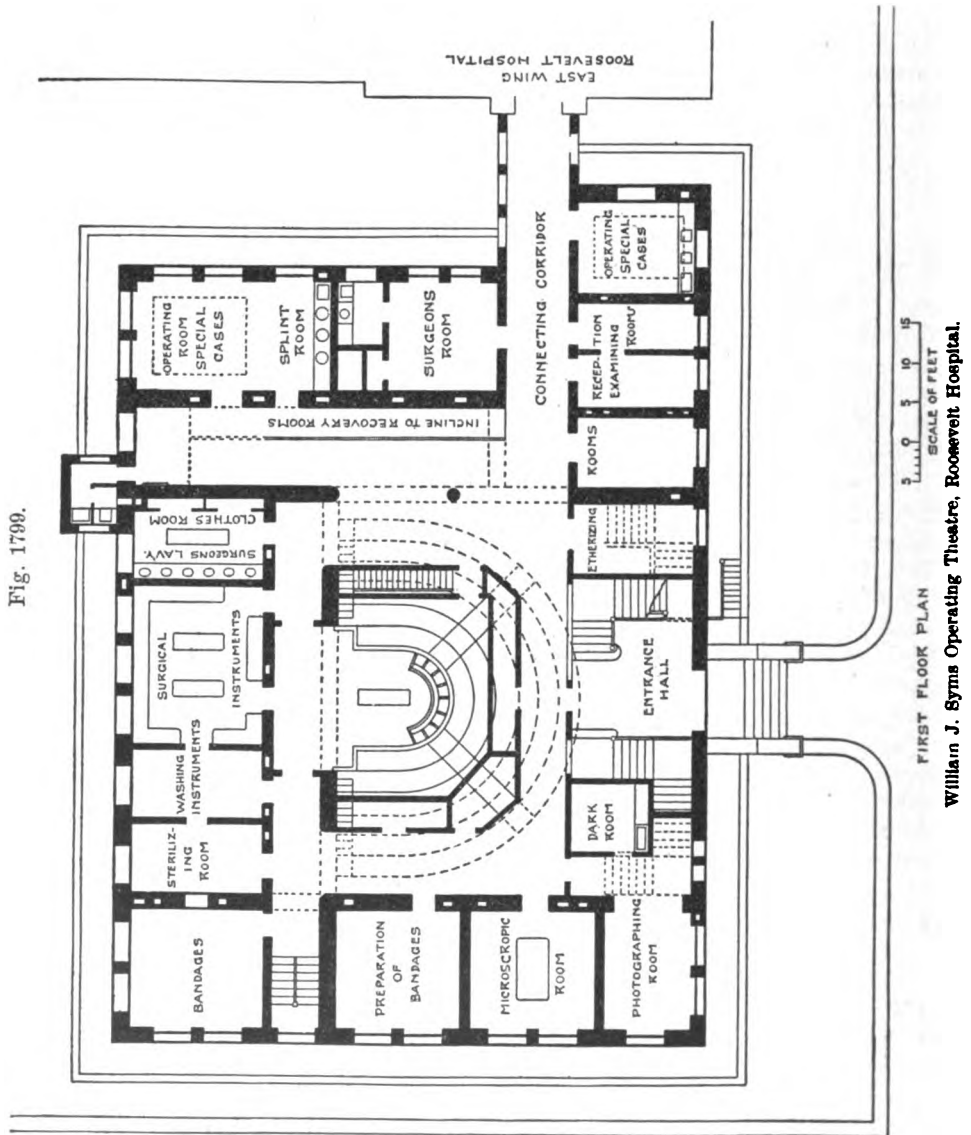 Fig. 1799.
EAST WING
ROOSEVELT HOSPITAL
OPERATING
ROOM
SPECIAL
CASES
SPLINT
ROOM
SURGEONS
ROOM
CONNECTING CORRIDOR
OPERATING
SPECIAL
CASES
RECEPTION
EXAMINING
ROOMS
ROOMS
INCLINE TO RECOVERY ROOMS
CLOTHES ROOM
SURGEONS LAVY.
ETHERIZING
SURGICAL
INSTRUMENTS
WASHING
INSTRUMENTS
STERILIZ-
ING
ROOM
ENTRANCE
HALL
DARK
ROOM
BANDAGES
PREPARATION
OF
BANDAGES
MICROSCROPIC
ROOM
PHOTOGRAPHING
ROOM
5 0 5 10 15
SCALE OF FEET
FIRST FLOOR PLAN
William J. Syms Operating Theatre, Roosevelt Hospital.